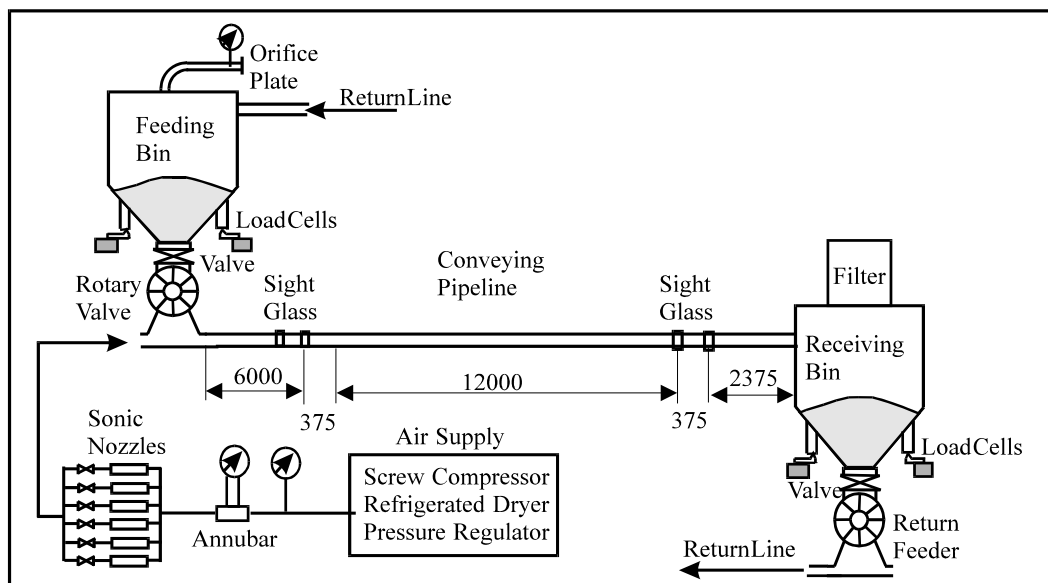 Orifice
Plate
ReturnLine
Feeding
Bin
LoadCells
Valve
Rotary
Valve
Sight
Glass
Conveying
Pipeline
Sight
Glass
Filter
Receiving
Bin
6000
375
12000
375
2375
Sonic
Nozzles
Air Supply
Screw Compressor
Refrigerated Dryer
Pressure Regulator
Annubar
LoadCells
Valve
Return
Feeder
ReturnLine